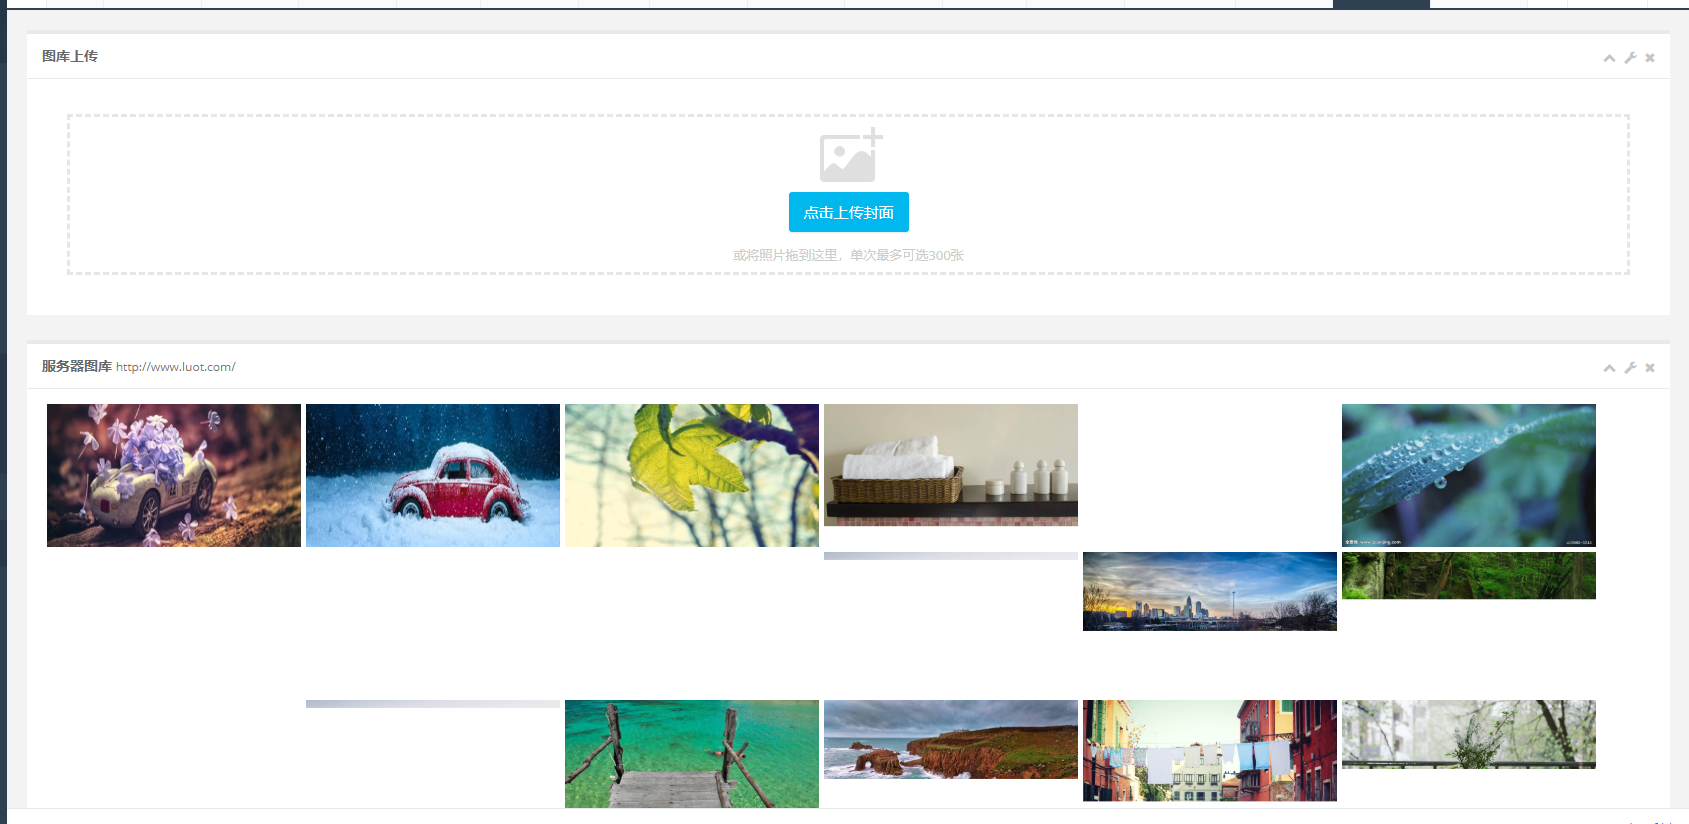 图库上传
点击上传封面
或将照片拖到这里，单次最多可选300张
服务器图库 http://www.luot.com/